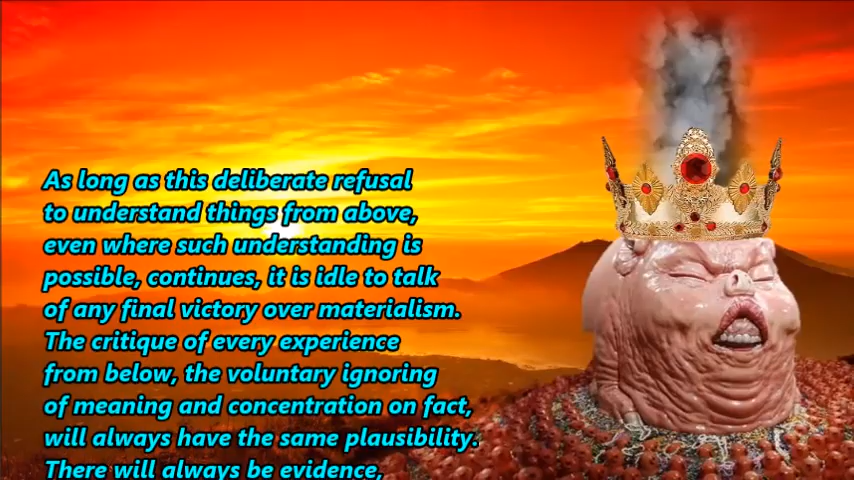 As long as this deliberate refusal
to understand things from above,
even where such understanding is
possible, continues, it is idle to talk
of any final victory over materialism.
The critique of every experience
from below, the voluntary ignoring
of meaning and concentration on fact,
will always have the same plausibility.
There will always be evidence,